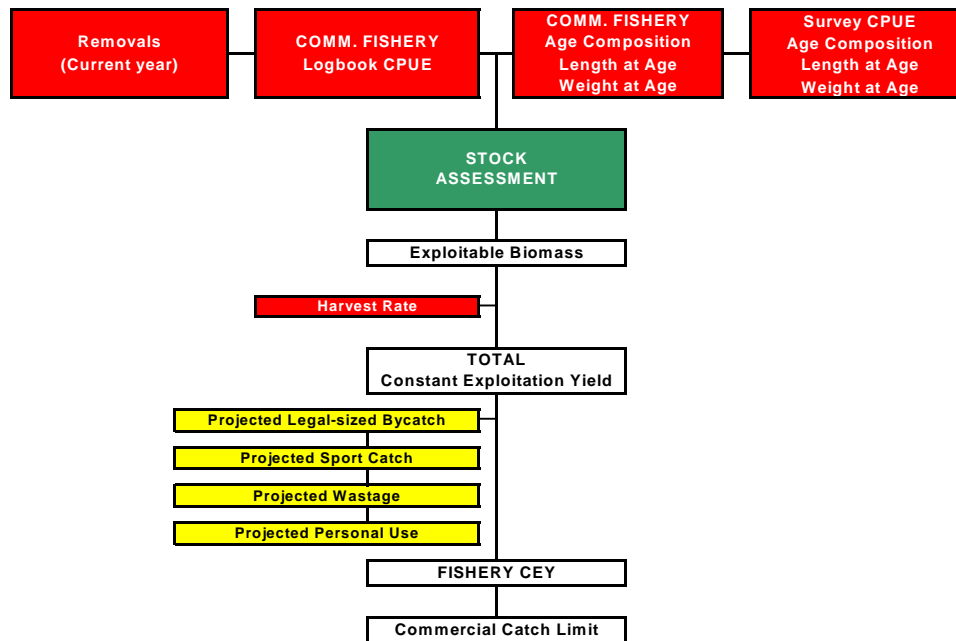 Removals
(Current year)
COMM. FISHERY
Logbook CPUE
COMM. FISHERY
Age Composition
Length at Age
Weight at Age
Survey CPUE
Age Composition
Length at Age
Weight at Age
STOCK
ASSESSMENT
Exploitable Biomass
Harvest Rate
TOTAL
Constant Exploitation Yield
Projected Legal-sized Bycatch
Projected Sport Catch
Projected Wastage
Projected Personal Use
FISHERY CEY
Commercial Catch Limit